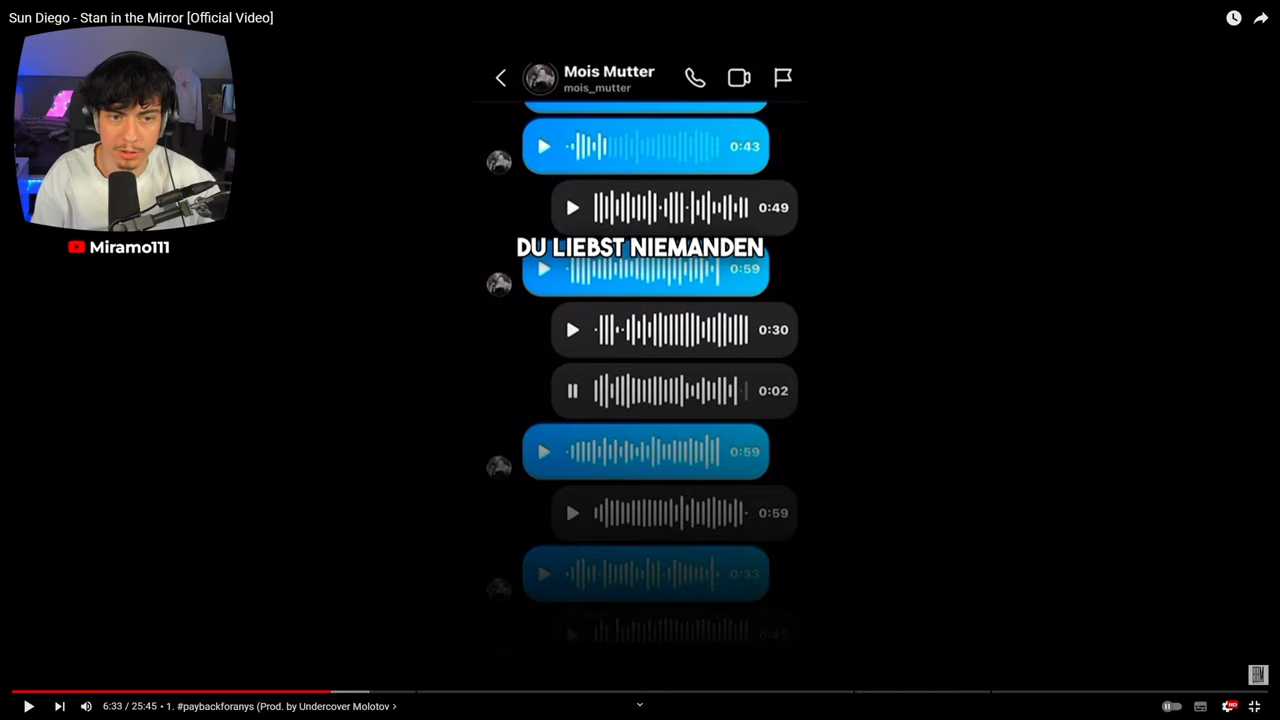 Sun Diego - Stan in the Mirror [Official Video]
Mois Mutter
mois_mutter
0:43
0:49
Miramo111
DU LIEBST NIEMANDEN
0:59
0:30
0:02
0:59
0:59
0:33
6:33 / 25:45 • 1. #paybackforanys (Prod. by Undercover Molotov ›
HD